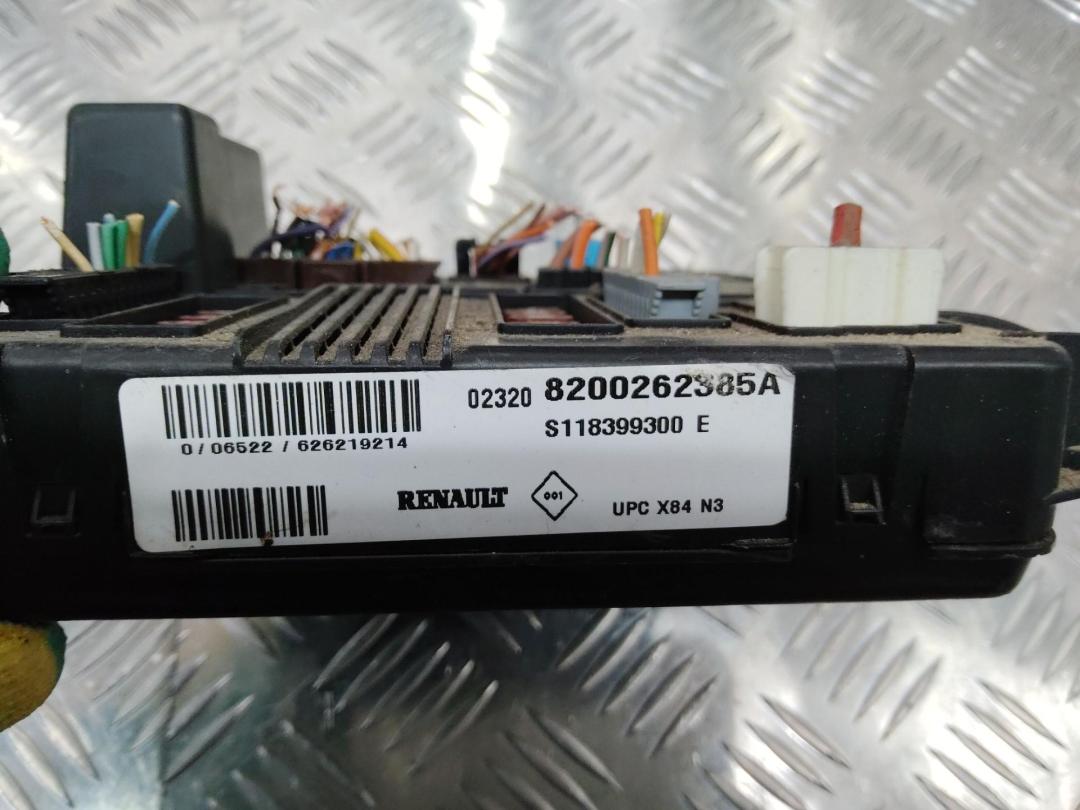 02320 8200262385A
S118399300 E
0/06522/626219214
RENAULT 001 UPC X84 N3